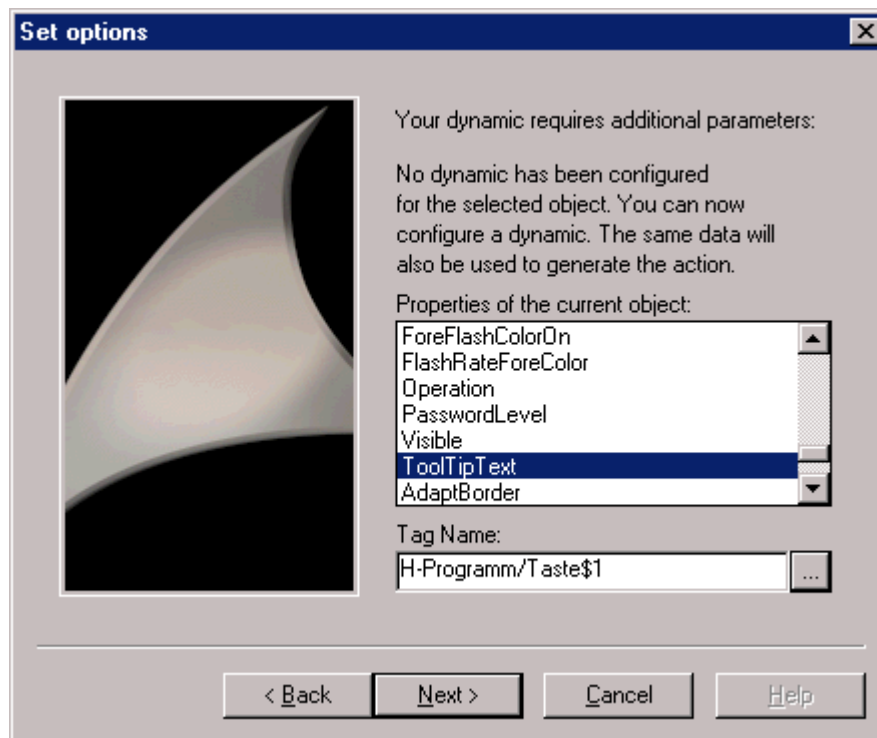 Set options
Your dynamic requires additional parameters:
No dynamic has been configured
for the selected object. You can now
configure a dynamic. The same data will
also be used to generate the action.
Properties of the current object:
ForeFlashColorOn
FlashRateForeColor
Operation
PasswordLevel
Visible
ToolTipText
AdaptBorder
Tag Name:
H-Programm/Taste$1
...
< Back
Next >
Cancel
Help